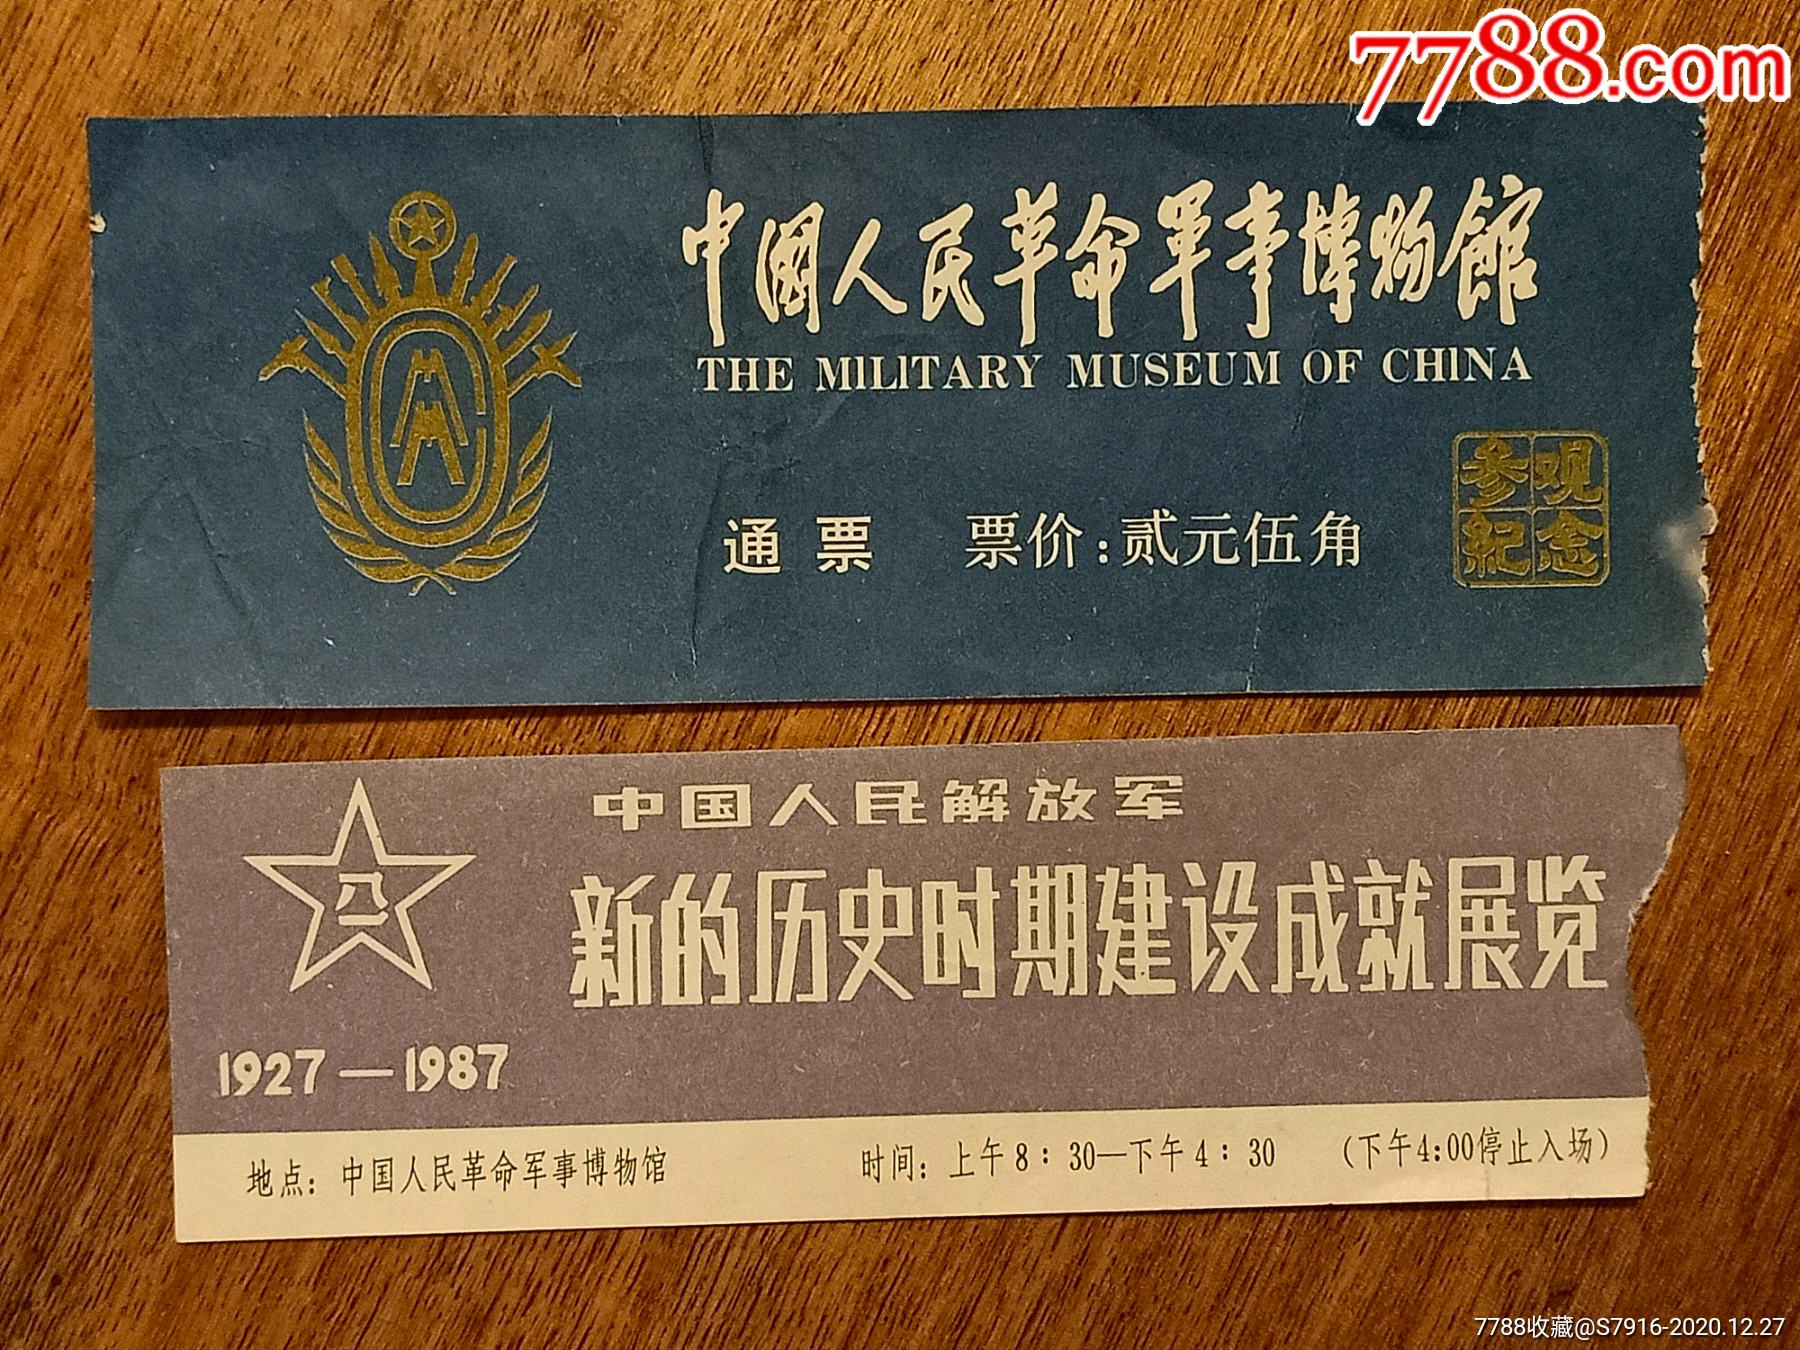 7788.com
中国人民革命军事博物館
THE MILITARY MUSEUM OF CHINA
参观
纪念
通票 票价:贰元伍角
中国人民解放军
新的历史时期建设成就展览
八一
1927—1987
地点: 中国人民革命军事博物馆 时间: 上午8:30—下午4:30 (下午4:00停止入场)
7788收藏@S7916-2020.12.27